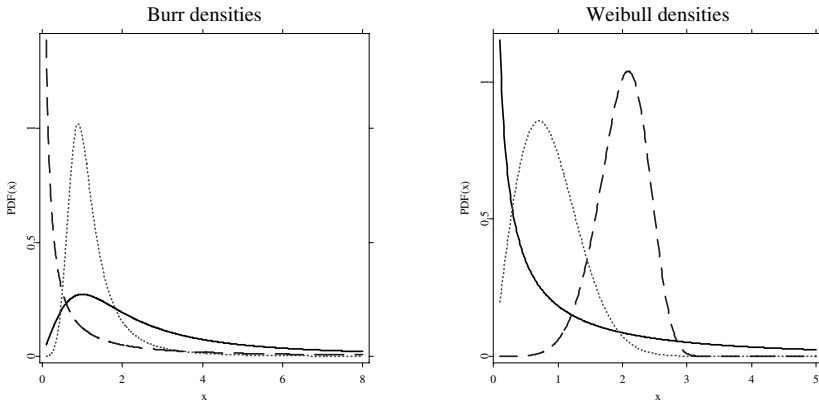 Burr densities
PDF(x)
1
0.5
0
0 2 4 6 8
x
Weibull densities
PDF(x)
1
0.5
0
0 1 2 3 4 5
x